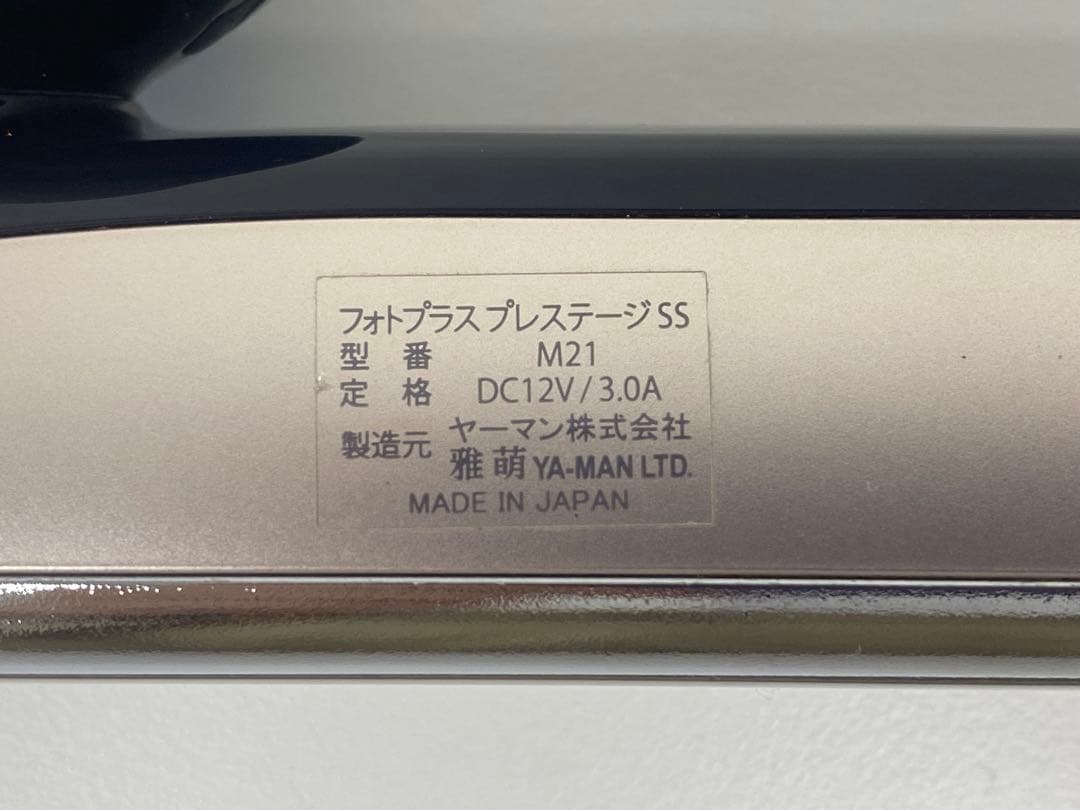 フォトプラス プレステージ SS
型番 M21
定格 DC12V / 3.0A
製造元 ヤーマン株式会社
雅萌 YA-MAN LTD.
MADE IN JAPAN